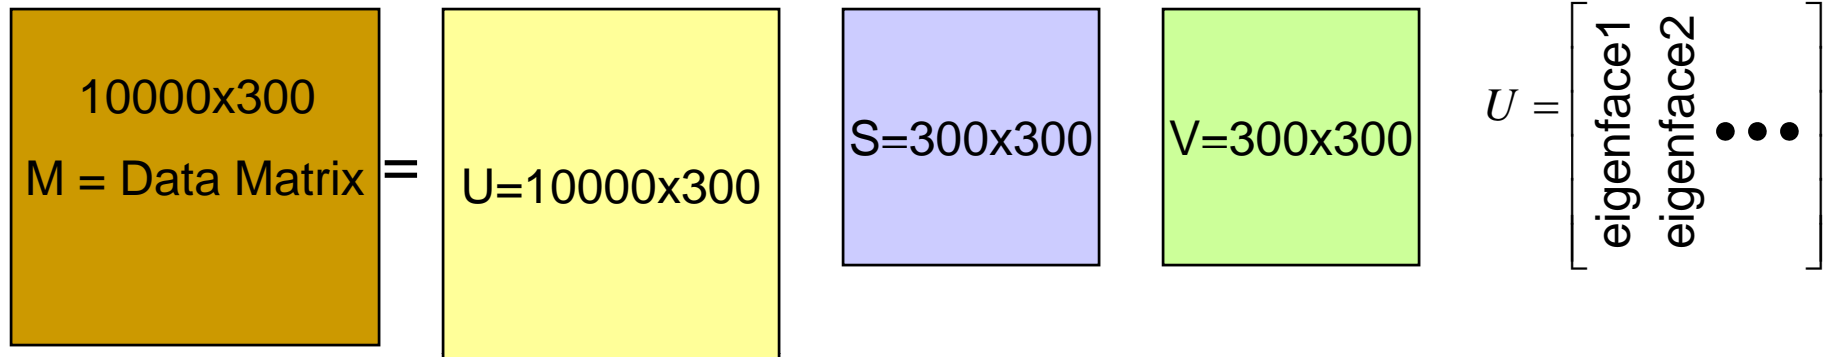 10000x300
M = Data Matrix
=
U=10000x300
S=300x300
V=300x300
U =
eigenface1
eigenface2
•••